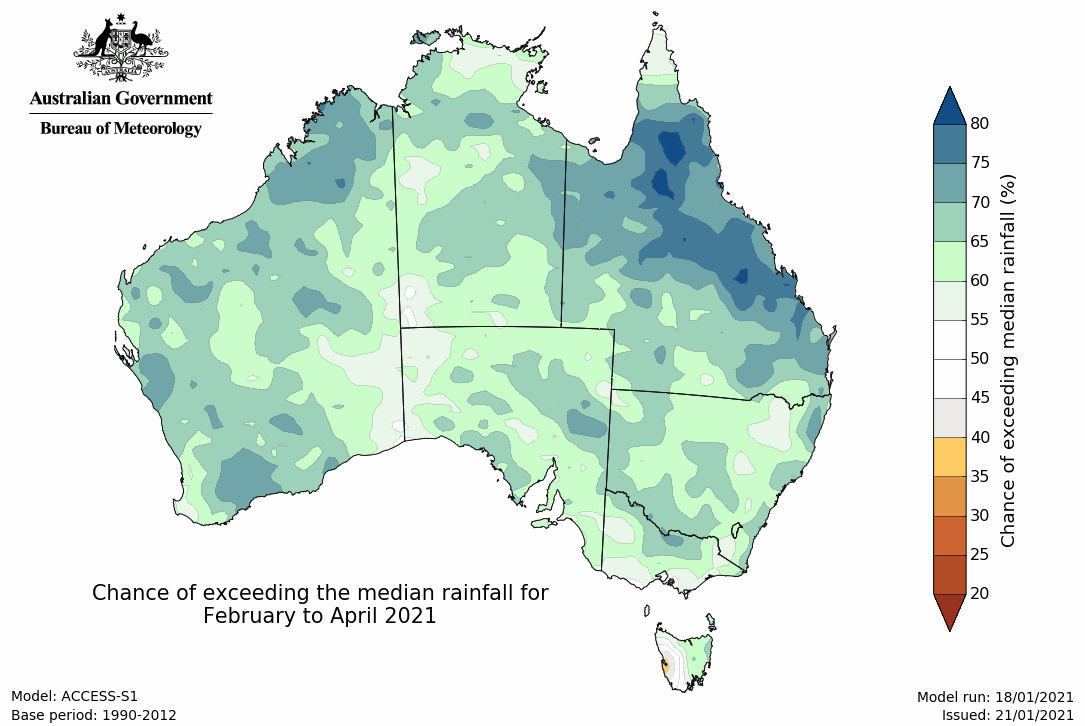 Australian Government
Bureau of Meteorology
80
75
70
65
60
55
50
45
40
35
30
25
20
Chance of exceeding median rainfall (%)
Chance of exceeding the median rainfall for
February to April 2021
Model: ACCESS-S1
Base period: 1990-2012
Model run: 18/01/2021
Issued: 21/01/2021